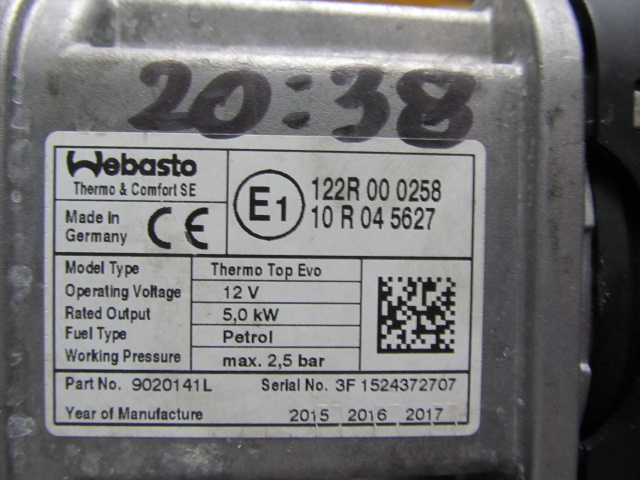 20:38
Webasto
Thermo & Comfort SE
Made In
Germany
CE
E1
122R 00 0258
10 R 04 5627
Model Type Thermo Top Evo
Operating Voltage 12 V
Rated Output 5,0 kW
Fuel Type Petrol
Working Pressure max. 2,5 bar
Part No. 9020141L Serial No. 3F 1524372707
Year of Manufacture 2015 2016 2017